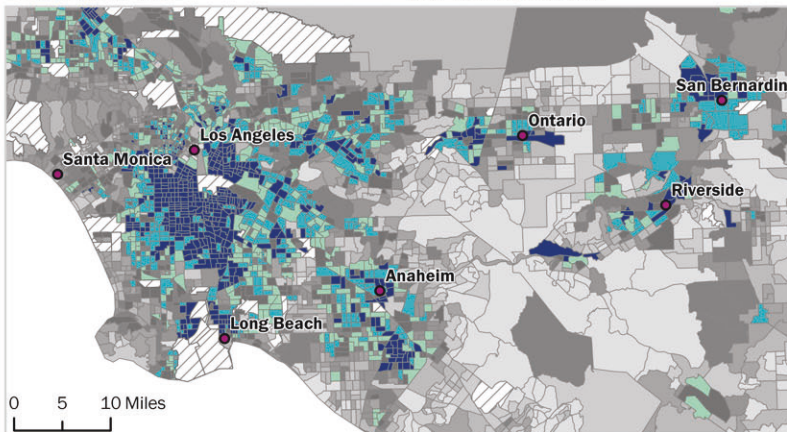 San Bernardin
Ontario
Los Angeles
Santa Monica
Riverside
Anaheim
Long Beach
0 5 10 Miles